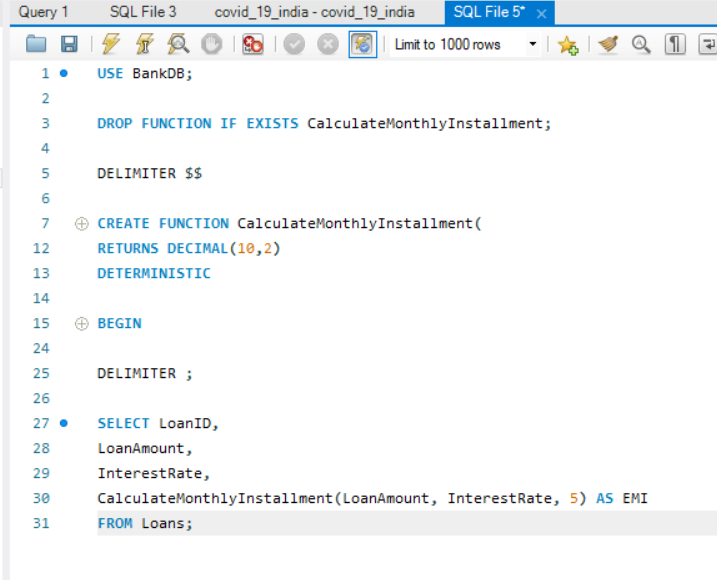 Query 1 SQL File 3 covid_19_india - covid_19_india SQL File 5* ×
Limit to 1000 rows
1 USE BankDB;
2
3 DROP FUNCTION IF EXISTS CalculateMonthlyInstallment;
4
5 DELIMITER $$
6
7 CREATE FUNCTION CalculateMonthlyInstallment(
12 RETURNS DECIMAL(10,2)
13 DETERMINISTIC
14
15 BEGIN
24
25 DELIMITER ;
26
27 SELECT LoanID,
28 LoanAmount,
29 InterestRate,
30 CalculateMonthlyInstallment(LoanAmount, InterestRate, 5) AS EMI
31 FROM Loans;